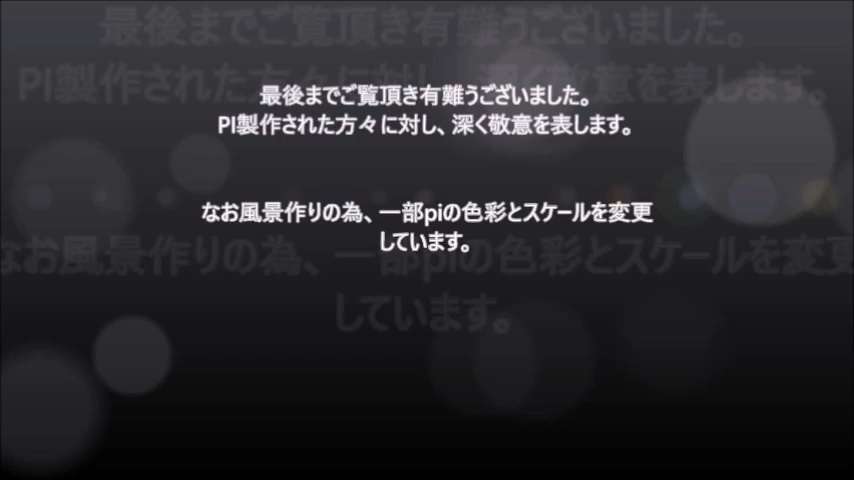 最後までご覧頂き有難うございました。
PI製作された方々に対し、深く敬意を表します。
なお風景作りの為、一部piの色彩とスケールを変更
しています。